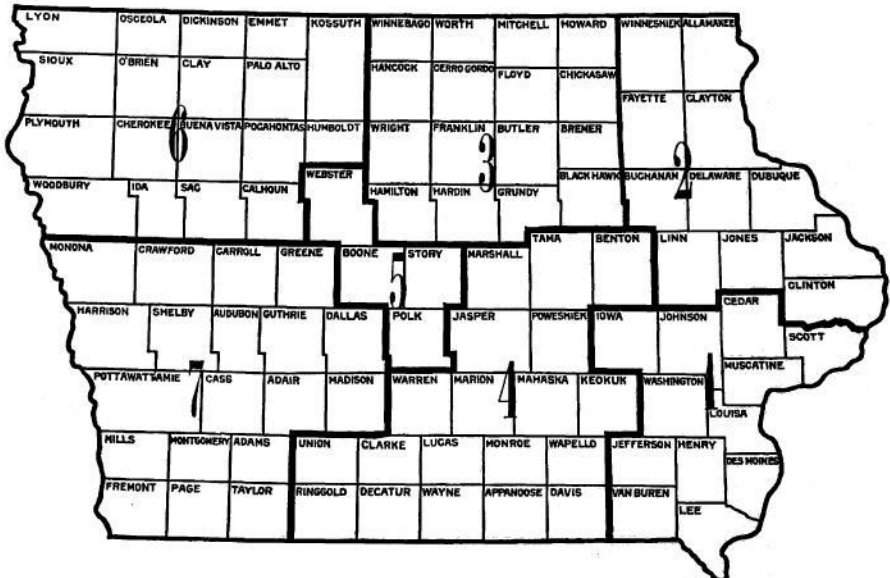 LYON OSCEOLA DICKINSON EMMET KOSSUTH WINNEBAGO WORTH MITCHELL HOWARD WINNESHIEK ALLAMAKEE
SIOUX O'BRIEN CLAY PALO ALTO HANCOCK CERRO GORDO FLOYD CHICKASAW
FAYETTE CLAYTON
PLYMOUTH CHEROKEE BUENA VISTA POCAHONTAS HUMBOLDT WRIGHT FRANKLIN BUTLER BREMER
6 3 2
WEBSTER BLACK HAWK BUCHANAN DELAWARE DUBUQUE
WOODBURY IDA SAC CALHOUN HAMILTON HARDIN GRUNDY
MONONA CRAWFORD CARROLL GREENE BOONE STORY MARSHALL TAMA BENTON LINN JONES JACKSON
5
CLINTON
CEDAR
HARRISON SHELBY AUDUBON GUTHRIE DALLAS POLK JASPER POWESHIEK IOWA JOHNSON
SCOTT
MUSCATINE
POTTAWATTAMIE CASS ADAIR MADISON WARREN MARION MAHASKA KEOKUK WASHINGTON
7 4 1
LOUISA
MILLS MONTGOMERY ADAMS UNION CLARKE LUCAS MONROE WAPELLO JEFFERSON HENRY
DES MOINES
FREMONT PAGE TAYLOR RINGGOLD DECATUR WAYNE APPANOOSE DAVIS VAN BUREN
LEE